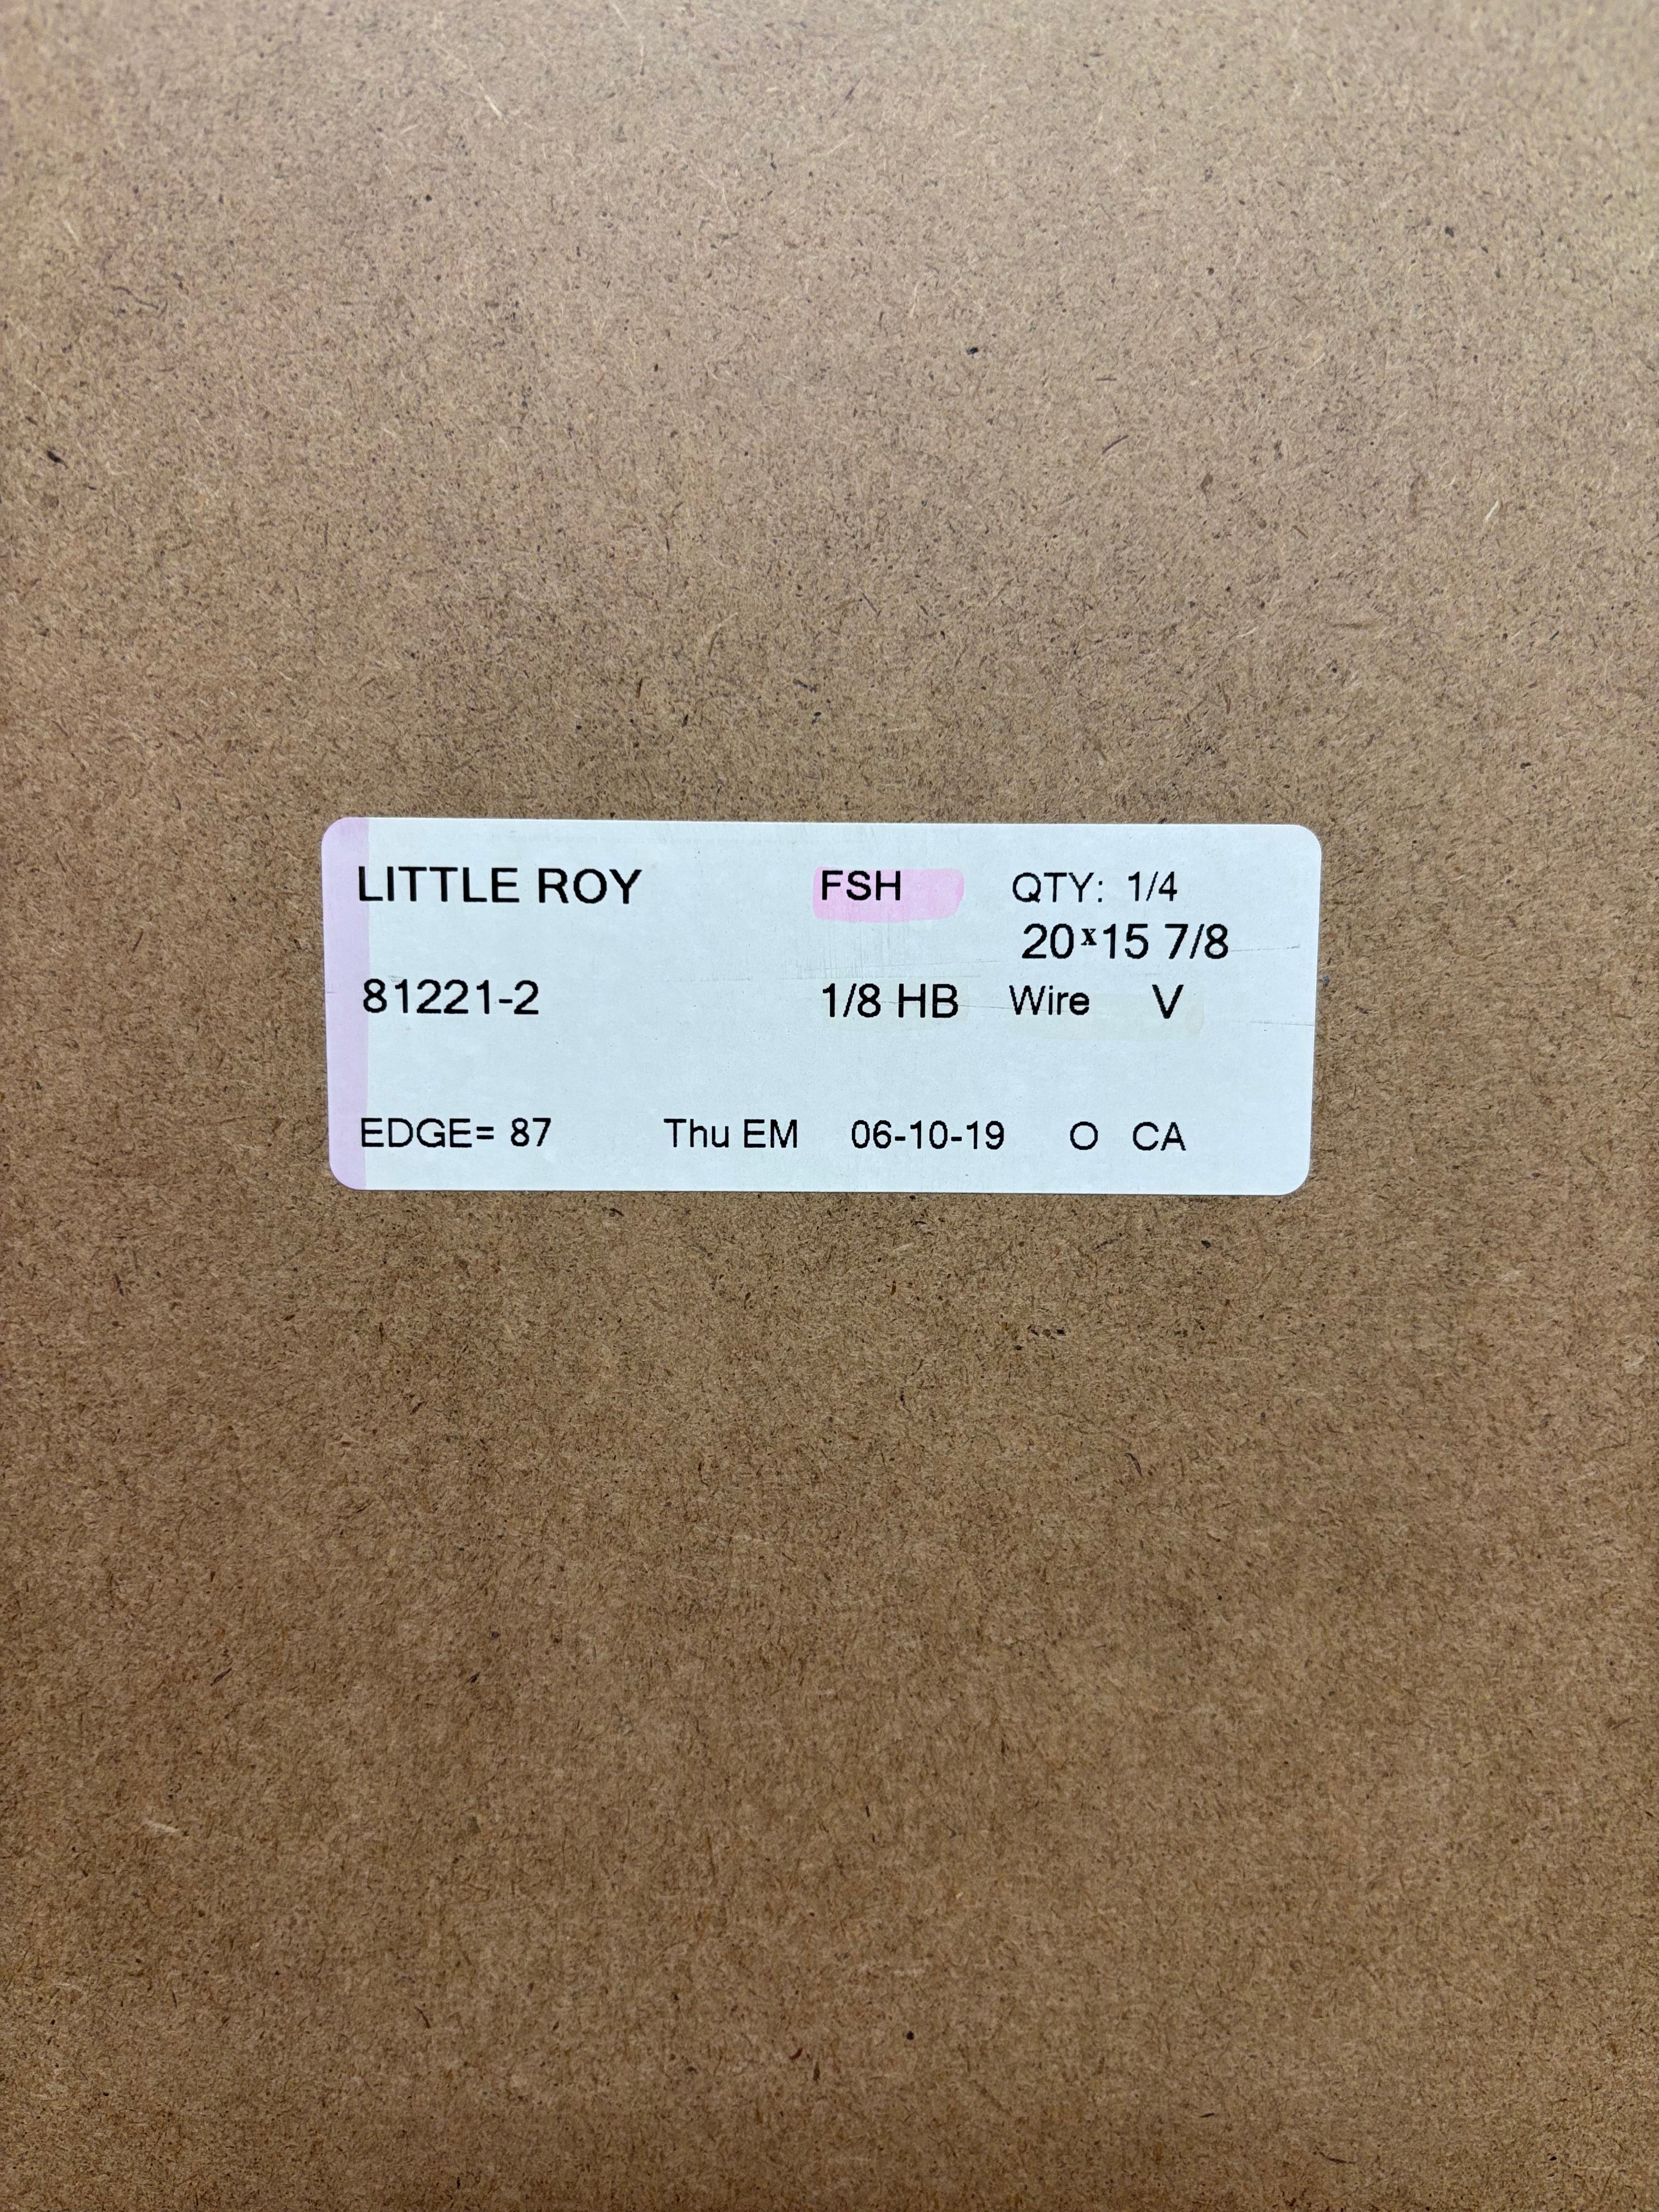 LITTLE ROY FSH QTY: 1/4
20x15 7/8
81221-2 1/8 HB Wire V
EDGE= 87 Thu EM 06-10-19 O CA